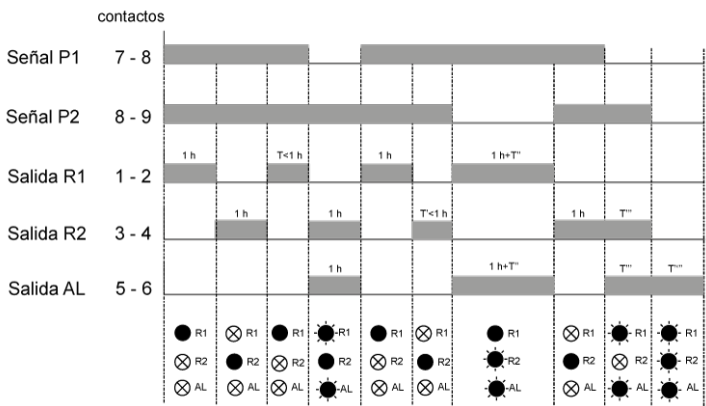 contactos
Señal P1 7 - 8
Señal P2 8 - 9
1 h T<1 h 1 h 1 h+T''
Salida R1 1 - 2
1 h 1 h T'<1 h 1 h T'''
Salida R2 3 - 4
1 h 1 h+T'' T''' T''''
Salida AL 5 - 6
R1 R1 R1 R1 R1 R1 R1 R1 R1 R1
R2 R2 R2 R2 R2 R2 R2 R2 R2 R2
AL AL AL AL AL AL AL AL AL AL